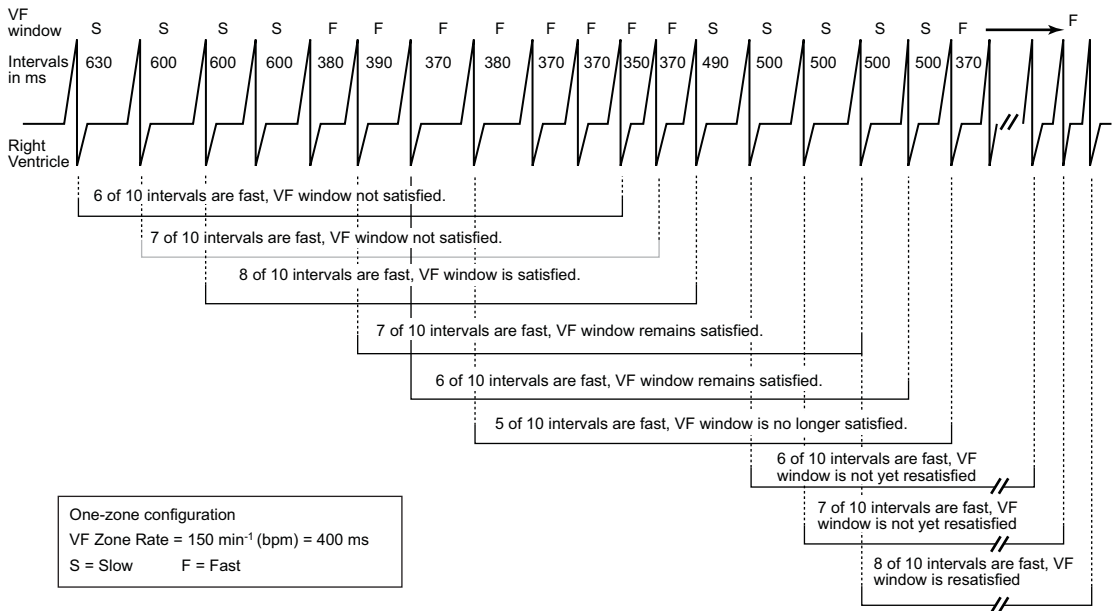 VF
window
S S S S F F F F F F F F S S S S S F F
Intervals
in ms
630 600 600 600 380 390 370 380 370 370 350 370 490 500 500 500 500 370
Right
Ventricle
6 of 10 intervals are fast, VF window not satisfied.
7 of 10 intervals are fast, VF window not satisfied.
8 of 10 intervals are fast, VF window is satisfied.
7 of 10 intervals are fast, VF window remains satisfied.
6 of 10 intervals are fast, VF window remains satisfied.
5 of 10 intervals are fast, VF window is no longer satisfied.
6 of 10 intervals are fast, VF
window is not yet resatisfied
7 of 10 intervals are fast, VF
window is not yet resatisfied
8 of 10 intervals are fast, VF
window is resatisfied
One-zone configuration
VF Zone Rate = 150 min⁻¹ (bpm) = 400 ms
S = Slow F = Fast